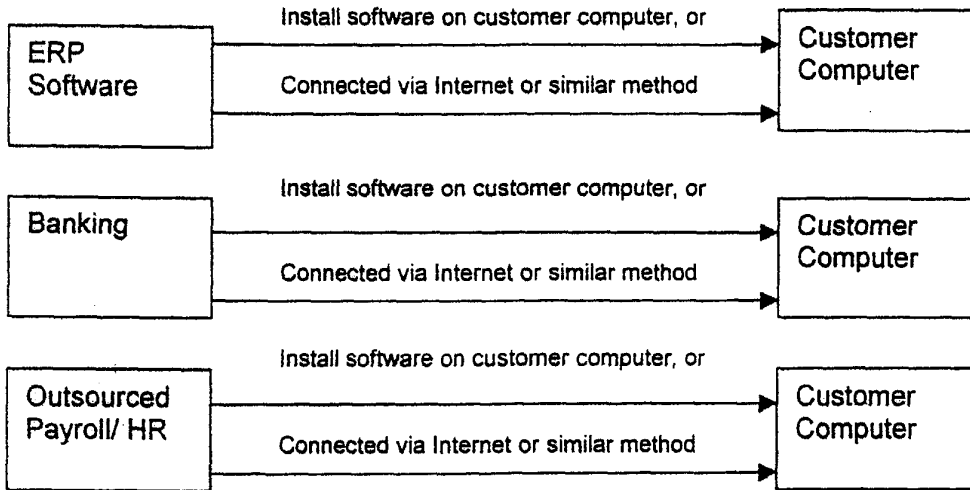 Install software on customer computer, or
ERP
Software
Customer
Computer
Connected via Internet or similar method
Install software on customer computer, or
Banking
Customer
Computer
Connected via Internet or similar method
Install software on customer computer, or
Outsourced
Payroll/ HR
Customer
Computer
Connected via Internet or similar method